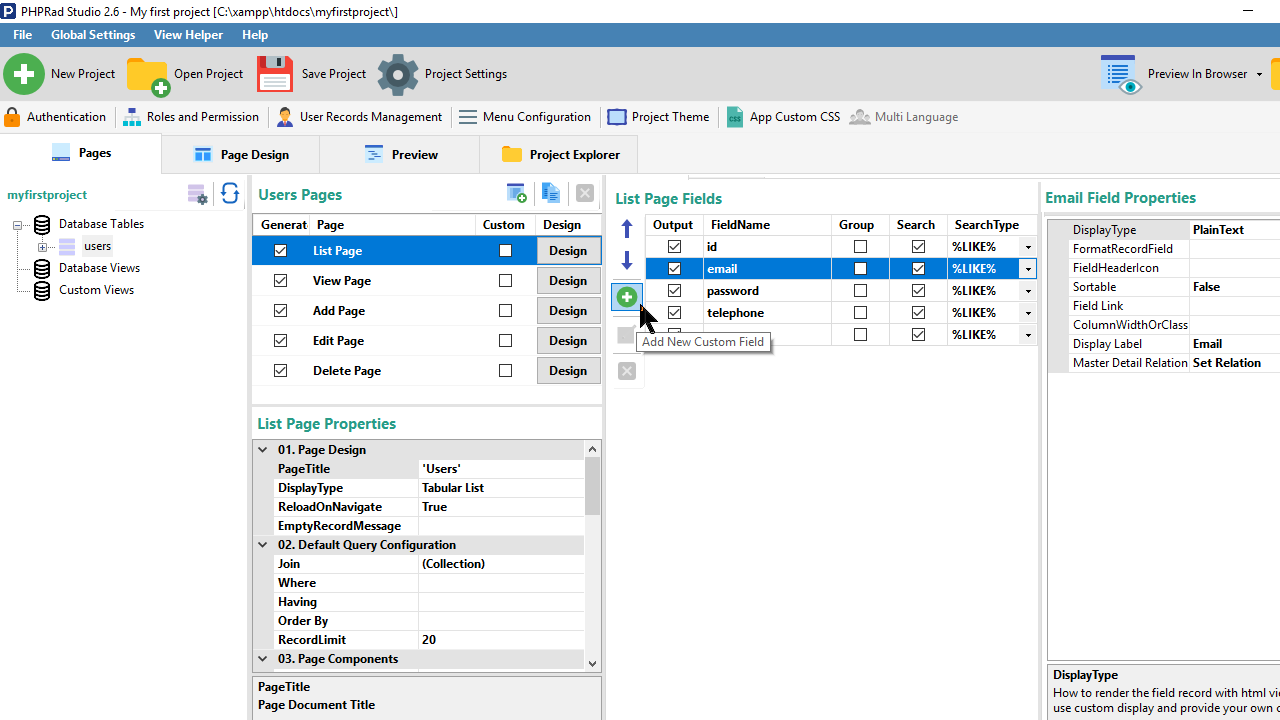 PHPRad Studio 2.6 - My first project [C:\xampp\htdocs\myfirstproject\]
File Global Settings View Helper Help
New Project Open Project Save Project Project Settings Preview In Browser
Authentication Roles and Permission User Records Management Menu Configuration Project Theme App Custom CSS Multi Language
Pages Page Design Preview Project Explorer
myfirstproject
Database Tables
users
Database Views
Custom Views
Users Pages
Generat Page Custom Design
List Page Design
View Page Design
Add Page Design
Edit Page Design
Delete Page Design
List Page Properties
01. Page Design
PageTitle 'Users'
DisplayType Tabular List
ReloadOnNavigate True
EmptyRecordMessage
02. Default Query Configuration
Join (Collection)
Where
Having
Order By
RecordLimit 20
03. Page Components
PageTitle
Page Document Title
List Page Fields
Output FieldName Group Search SearchType
id %LIKE%
email %LIKE%
password %LIKE%
telephone %LIKE%
%LIKE%
Add New Custom Field
Email Field Properties
DisplayType PlainText
FormatRecordField
FieldHeaderIcon
Sortable False
Field Link
ColumnWidthOrClass
Display Label Email
Master Detail Relation Set Relation
DisplayType
How to render the field record with html vi
use custom display and provide your own c